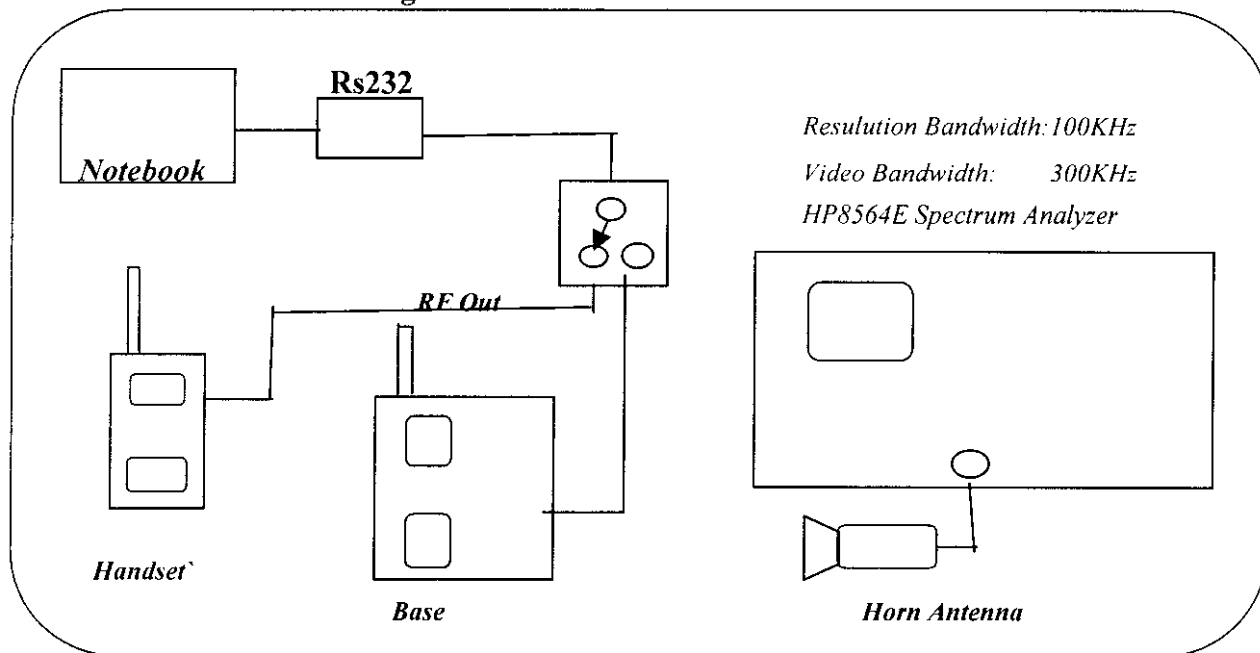 Rs232
Notebook
Resulution Bandwidth:100KHz
Video Bandwidth: 300KHz
HP8564E Spectrum Analyzer
RF Out
Handset`
Base
Horn Antenna